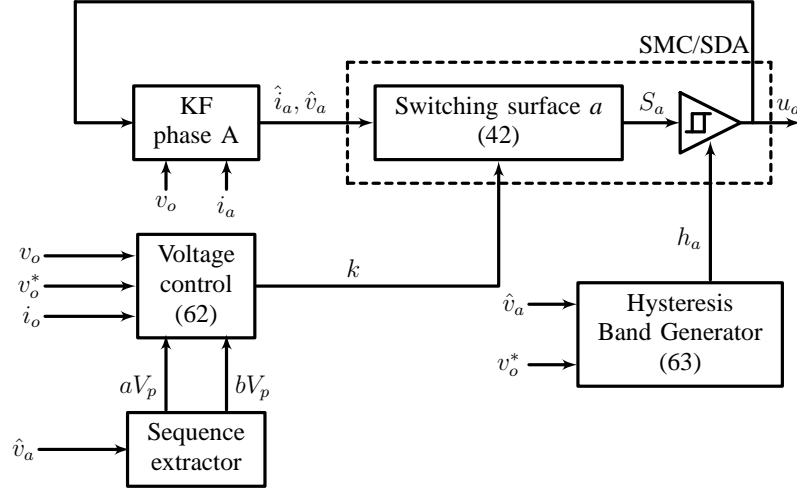 SMC/SDA
KF
phase A
î_a, v̂_a
Switching surface a
(42)
S_a
u_a
v_o
i_a
h_a
v_o
v_o^*
i_o
Voltage
control
(62)
k
v̂_a
v_o^*
Hysteresis
Band Generator
(63)
aV_p
bV_p
v̂_a
Sequence
extractor